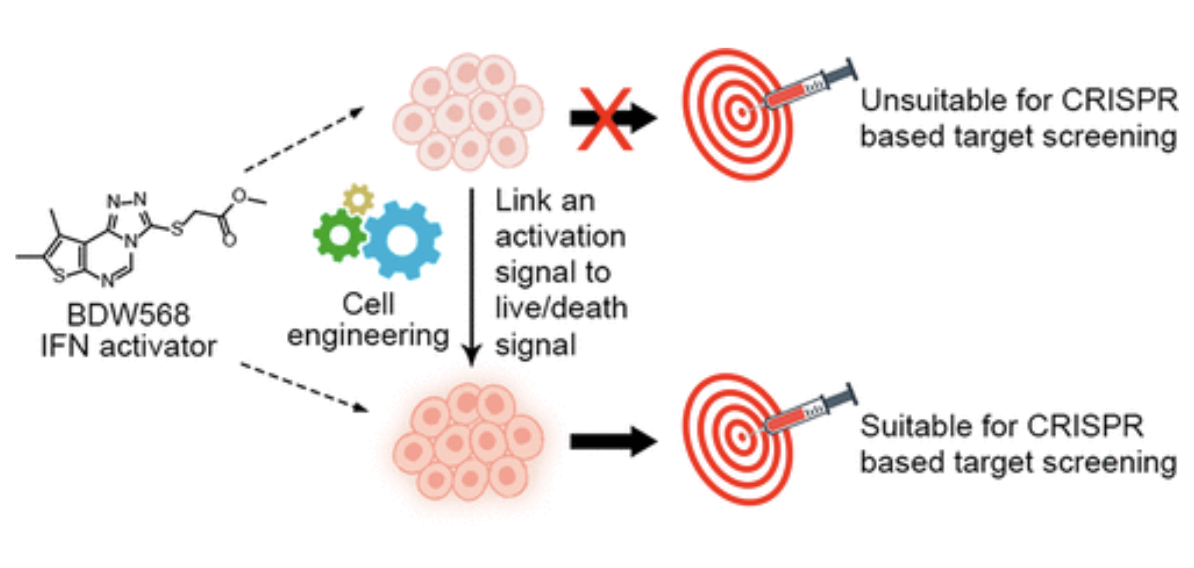 Unsuitable for CRISPR
based target screening
Link an
activation
signal to
live/death
signal
Cell
engineering
N N
N
S
O
O
S
N
BDW568
IFN activator
Suitable for CRISPR
based target screening